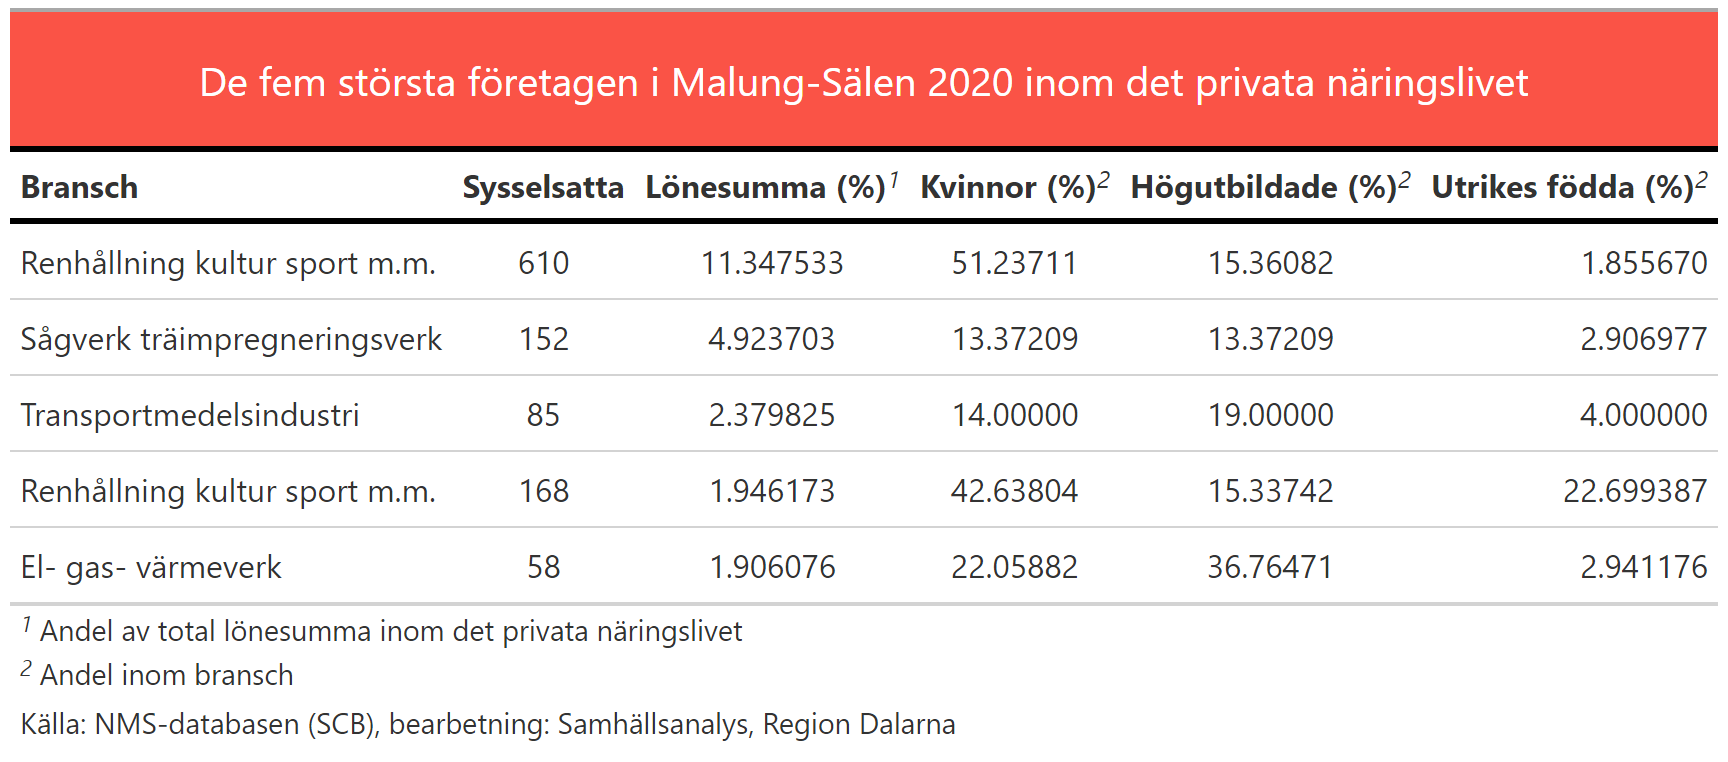 De fem största företagen i Malung-Sälen 2020 inom det privata näringslivet
Bransch Sysselsatta Lönesumma (%)1 Kvinnor (%)2 Högutbildade (%)2 Utrikes födda (%)2
Renhållning kultur sport m.m. 610 11.347533 51.23711 15.36082 1.855670
Sågverk träimpregneringsverk 152 4.923703 13.37209 13.37209 2.906977
Transportmedelsindustri 85 2.379825 14.00000 19.00000 4.000000
Renhållning kultur sport m.m. 168 1.946173 42.63804 15.33742 22.699387
El- gas- värmeverk 58 1.906076 22.05882 36.76471 2.941176
1 Andel av total lönesumma inom det privata näringslivet
2 Andel inom bransch
Källa: NMS-databasen (SCB), bearbetning: Samhällsanalys, Region Dalarna